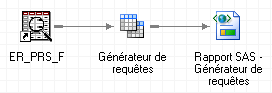 ER_PRS_F
Générateur de
requêtes
Rapport SAS -
Générateur de
requêtes